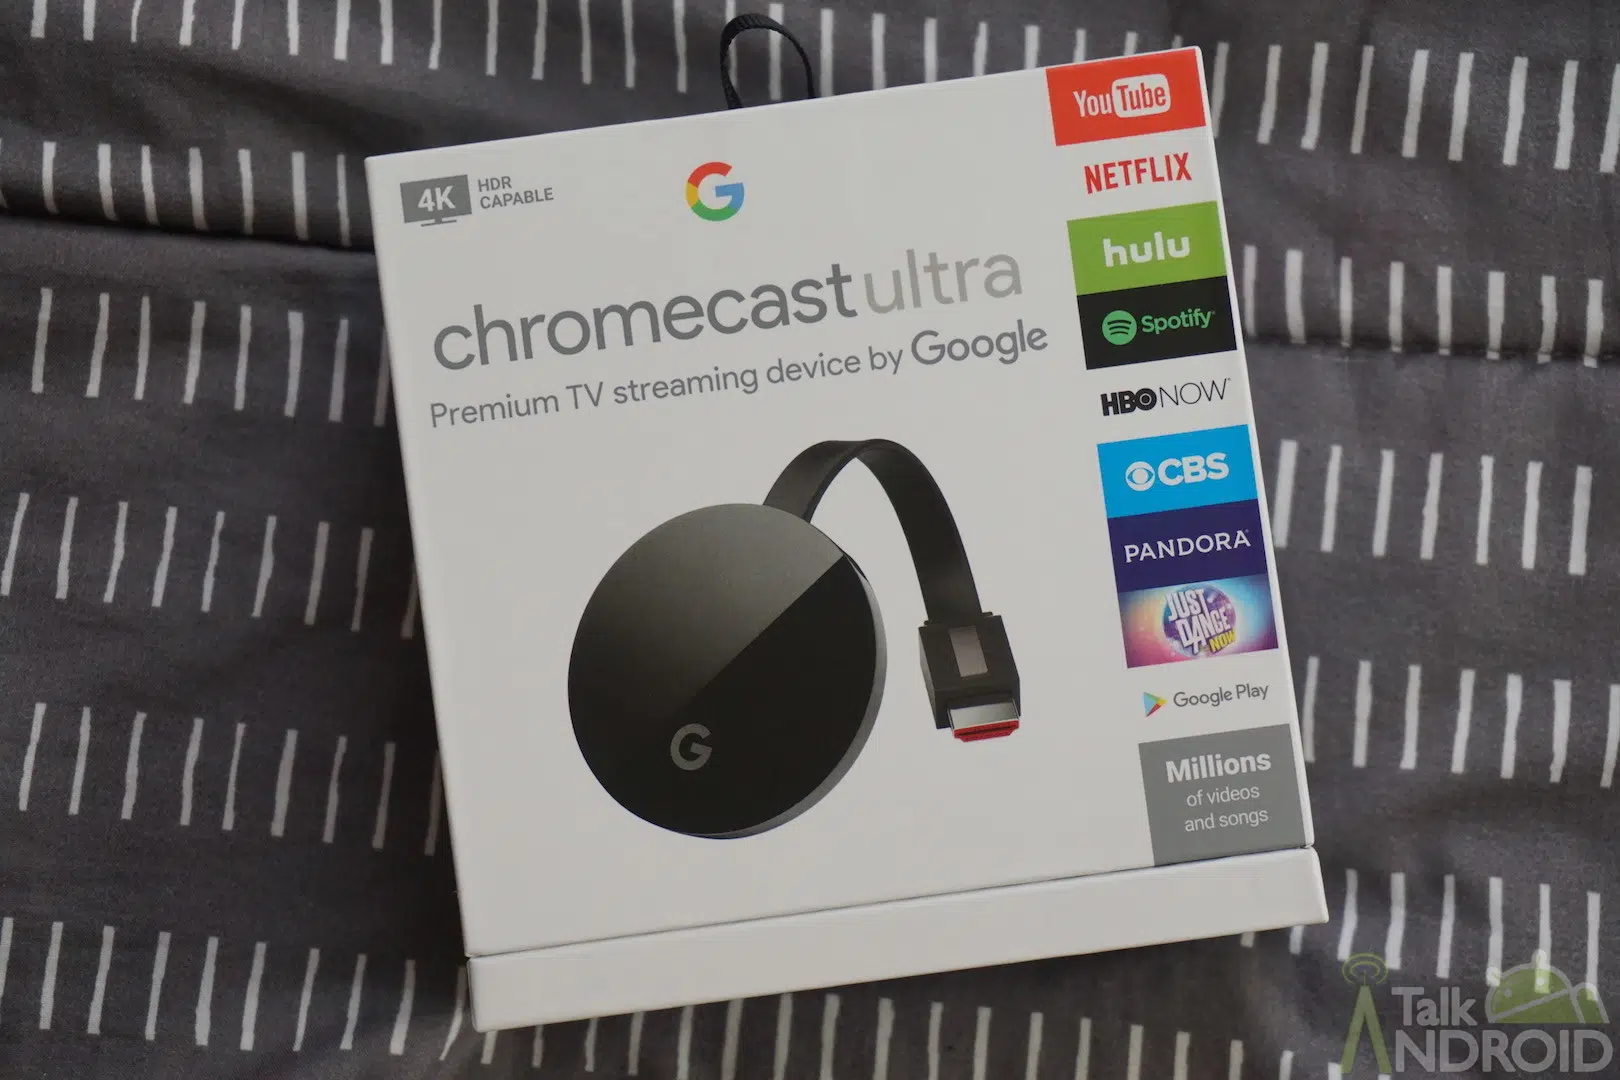 4K
HDR
CAPABLE
G
chromecast ultra
Premium TV streaming device by Google
G
YouTube
NETFLIX
hulu
Spotify
HBO NOW
CBS
PANDORA
JUST
DANCE
NOW
Google Play
Millions
of videos
and songs
Talk
ANDROID